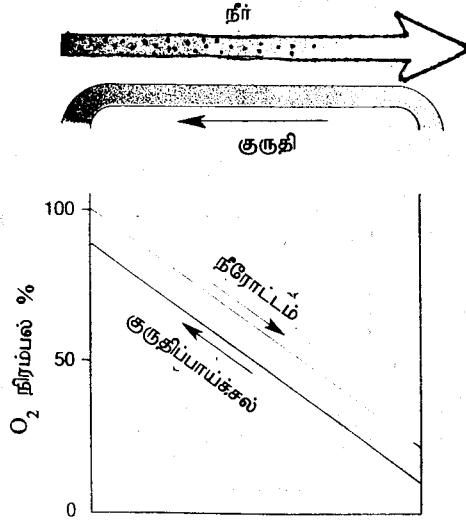 நீர்
குருதி
100
நீரோட்டம்
குருதிப்பாய்ச்சல்
50
O₂ நிரம்பல் %
0